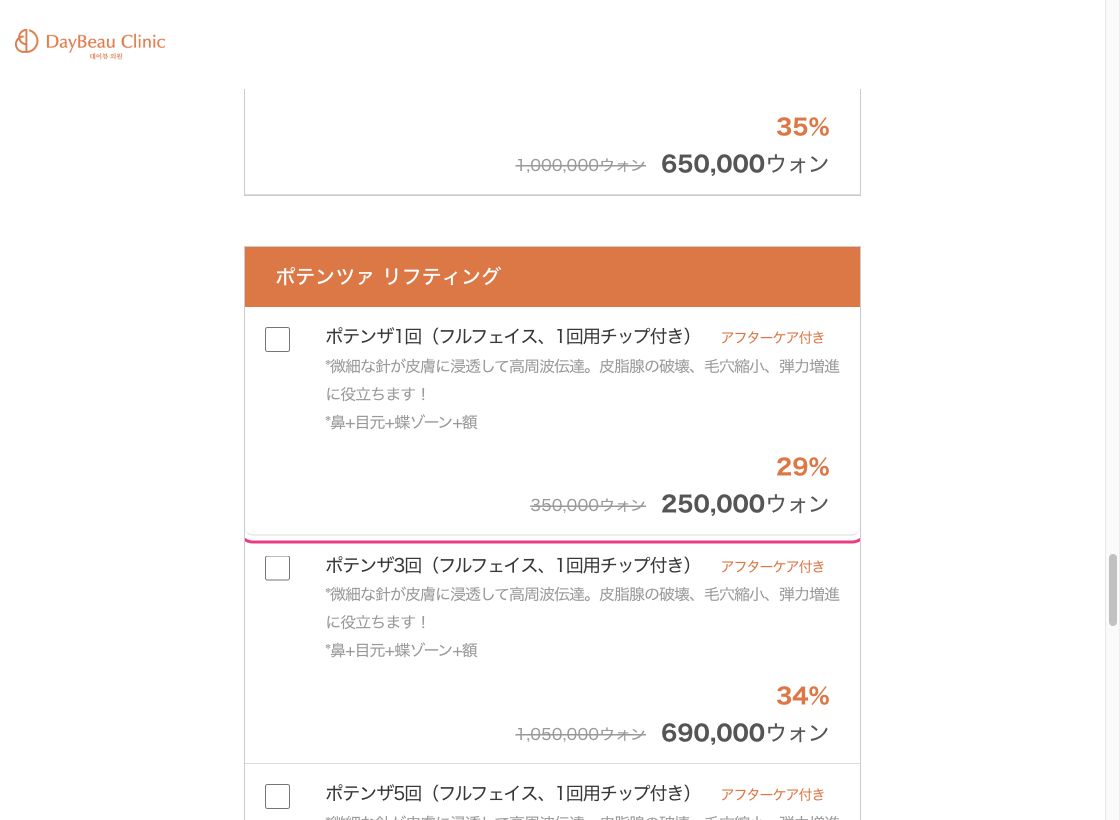 DayBeau Clinic
데이뷰 의원
35%
1,000,000ウォン 650,000ウォン
ポテンツァ リフティング
ポテンザ1回（フルフェイス、1回用チップ付き） アフターケア付き
*微細な針が皮膚に浸透して高周波伝達。皮脂腺の破壊、毛穴縮小、弾力増進
に役立ちます！
*鼻+目元+蝶ゾーン+額
29%
350,000ウォン 250,000ウォン
ポテンザ3回（フルフェイス、1回用チップ付き） アフターケア付き
*微細な針が皮膚に浸透して高周波伝達。皮脂腺の破壊、毛穴縮小、弾力増進
に役立ちます！
*鼻+目元+蝶ゾーン+額
34%
1,050,000ウォン 690,000ウォン
ポテンザ5回（フルフェイス、1回用チップ付き） アフターケア付き